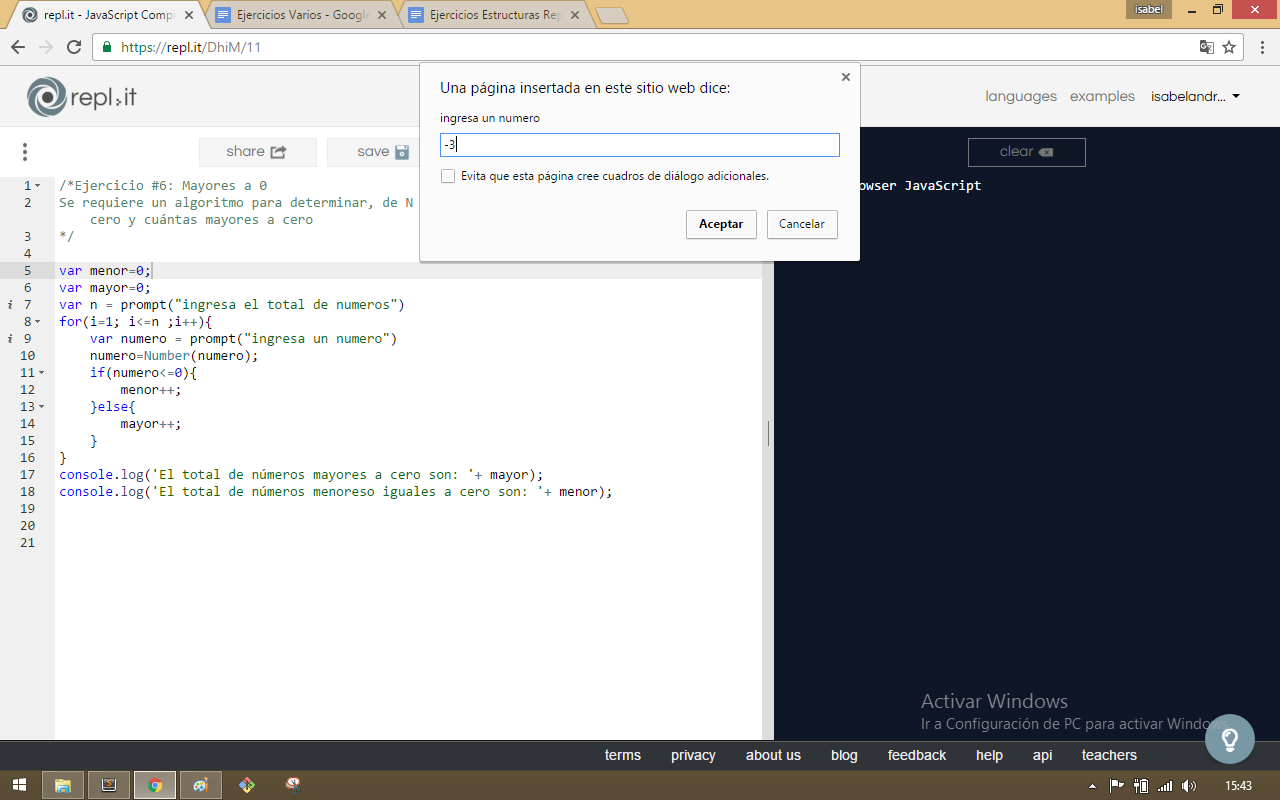 repl.it - JavaScript Comp
Ejercicios Varios - Google
Ejercicios Estructuras Rep
isabel
https://repl.it/DhiM/11
repl.it
languages
examples
isabelandr...
Una página insertada en este sitio web dice:
ingresa un numero
-3
Evita que esta página cree cuadros de diálogo adicionales.
Aceptar
Cancelar
share
save
clear
1 /*Ejercicio #6: Mayores a 0
2 Se requiere un algoritmo para determinar, de N
cero y cuántas mayores a cero
3 */
4
5 var menor=0;
6 var mayor=0;
i 7 var n = prompt("ingresa el total de numeros")
8 for(i=1; i<=n ;i++){
i 9 var numero = prompt("ingresa un numero")
10 numero=Number(numero);
11 if(numero<=0){
12 menor++;
13 }else{
14 mayor++;
15 }
16 }
17 console.log('El total de números mayores a cero son: '+ mayor);
18 console.log('El total de números menoreso iguales a cero son: '+ menor);
19
20
21
owser JavaScript
Activar Windows
Ir a Configuración de PC para activar Windows.
terms
privacy
about us
blog
feedback
help
api
teachers
15:43